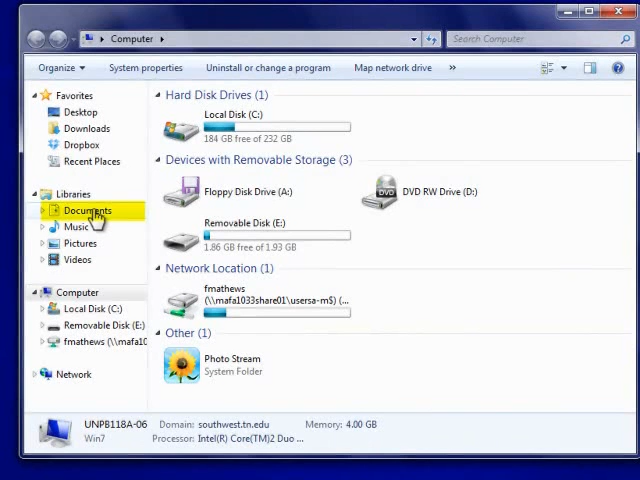 Computer
Search Computer
Organize
System properties
Uninstall or change a program
Map network drive
»
Favorites
Desktop
Downloads
Dropbox
Recent Places
Libraries
Documents
Music
Pictures
Videos
Computer
Local Disk (C:)
Removable Disk (E:)
fmathews (\\mafa10
Network
Hard Disk Drives (1)
Local Disk (C:)
184 GB free of 232 GB
Devices with Removable Storage (3)
Floppy Disk Drive (A:)
DVD
DVD RW Drive (D:)
Removable Disk (E:)
1.86 GB free of 1.93 GB
Network Location (1)
fmathews
(\\mafa1033share01\usersa-m$) (...
Other (1)
Photo Stream
System Folder
UNPB118A-06 Domain: southwest.tn.edu Memory: 4.00 GB
Win7 Processor: Intel(R) Core(TM)2 Duo ...